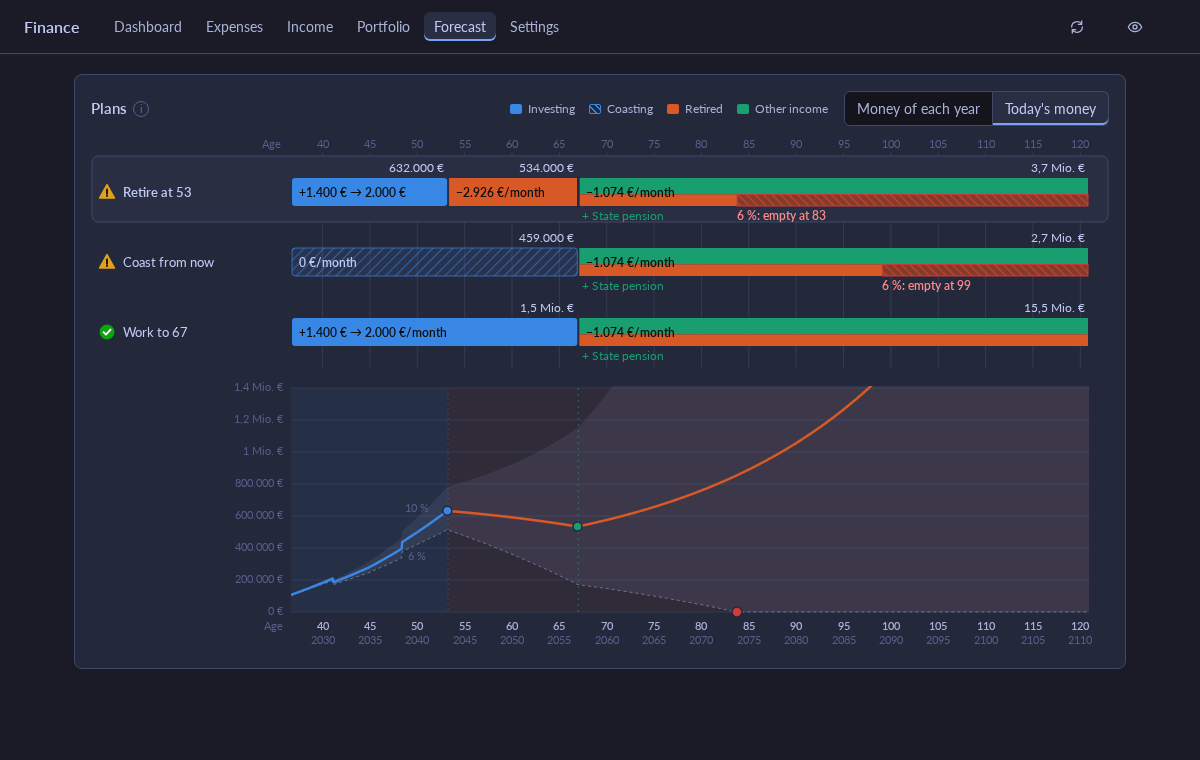 Finance Dashboard Expenses Income Portfolio Forecast Settings
Plans i Investing Coasting Retired Other income Money of each year Today's money
Age 40 45 50 55 60 65 70 75 80 85 90 95 100 105 110 115 120
632.000 € 534.000 € 3,7 Mio. €
Retire at 53 +1.400 € → 2.000 € −2.926 €/month −1.074 €/month
+ State pension 6 %: empty at 83
459.000 € 2,7 Mio. €
Coast from now 0 €/month −1.074 €/month
+ State pension 6 %: empty at 99
1,5 Mio. € 15,5 Mio. €
Work to 67 +1.400 € → 2.000 €/month −1.074 €/month
+ State pension
1,4 Mio. €
1,2 Mio. €
1 Mio. €
800.000 €
600.000 € 10 %
400.000 € 6 %
200.000 €
0 €
Age 40 45 50 55 60 65 70 75 80 85 90 95 100 105 110 115 120
2030 2035 2040 2045 2050 2055 2060 2065 2070 2075 2080 2085 2090 2095 2100 2105 2110